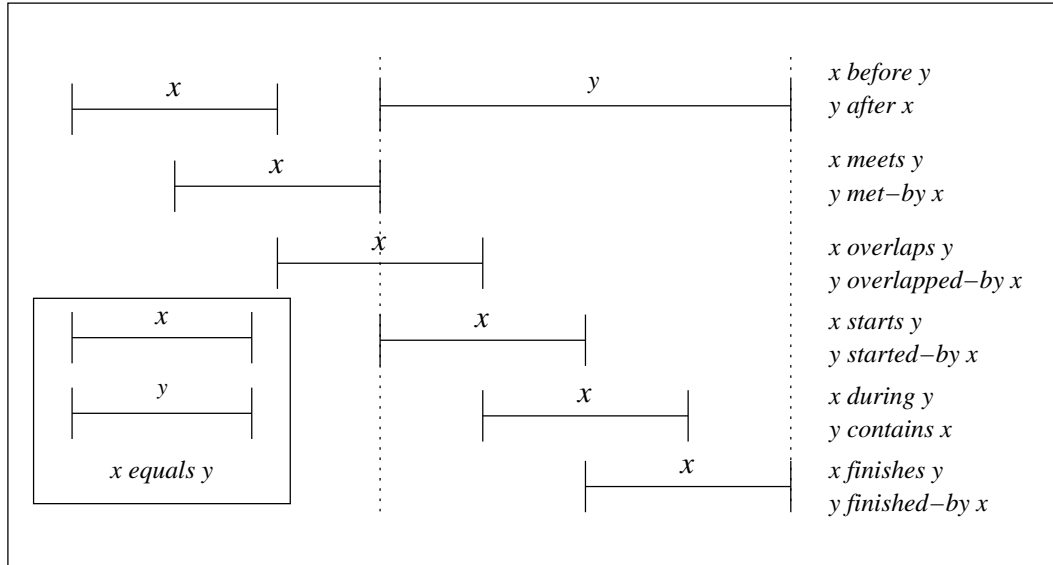 x
y
x before y
y after x
x
x meets y
y met−by x
x
x overlaps y
y overlapped−by x
x
x
x starts y
y started−by x
y
x
x during y
y contains x
x equals y
x
x finishes y
y finished−by x